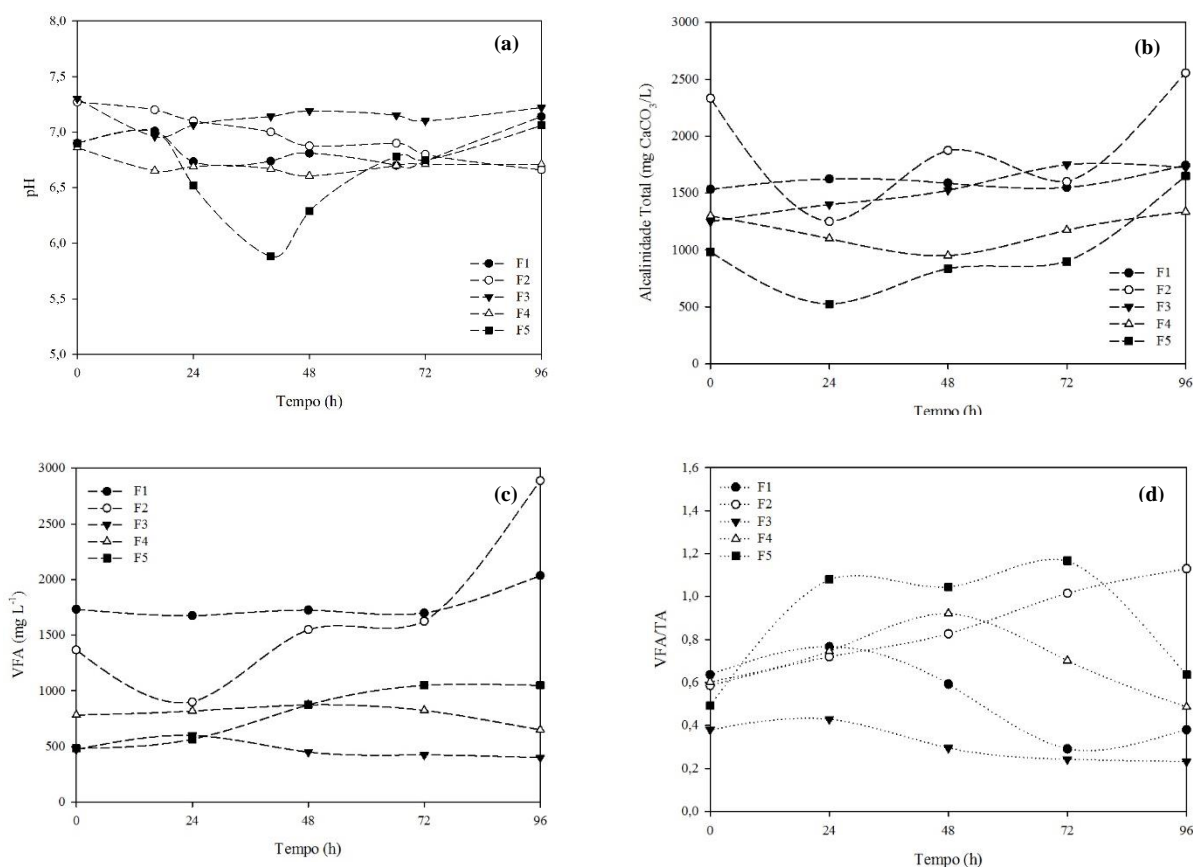 (a)
8,0
7,5
7,0
6,5
6,0
5,5
5,0
pH
F1
F2
F3
F4
F5
0 24 48 72 96
Tempo (h)
(b)
3000
2500
2000
1500
1000
500
0
Alcalinidade Total (mg CaCO3/L)
F1
F2
F3
F4
F5
0 24 48 72 96
Tempo (h)
(c)
3000
2500
2000
1500
1000
500
0
VFA (mg L-1)
F1
F2
F3
F4
F5
0 24 48 72 96
Tempo (h)
(d)
1,6
1,4
1,2
1,0
0,8
0,6
0,4
0,2
0,0
VFA/TA
F1
F2
F3
F4
F5
0 24 48 72 96
Tempo (h)